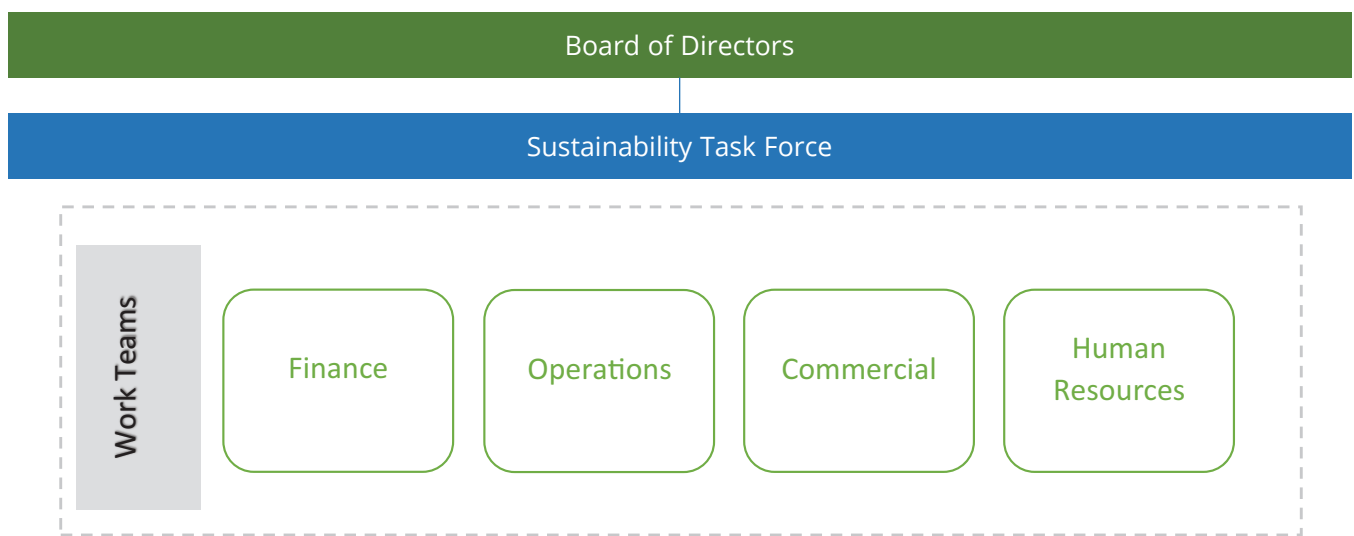 Board of Directors
Sustainability Task Force
Work Teams
Finance
Operations
Commercial
Human
Resources